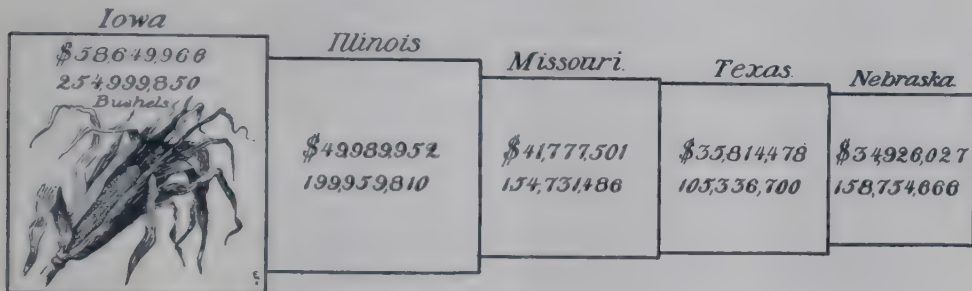 Iowa
$58,649,966
254,999,850
Bushels
Illinois
$49,989,952
199,959,810
Missouri.
$41,777,501
154,731,486
Texas.
$35,814,478
105,336,700
Nebraska.
$34,926,027
158,754,666